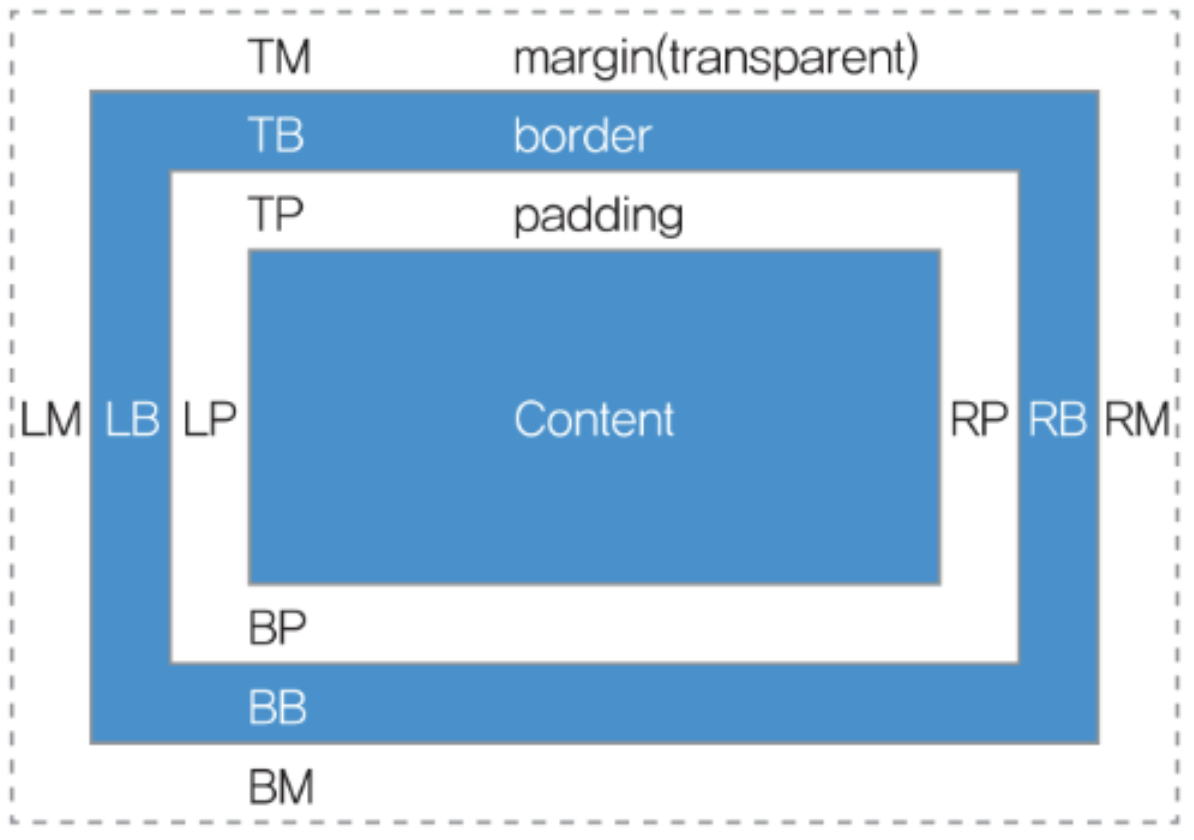 TM margin(transparent)
TB border
TP padding
LM LB LP Content RP RB RM
BP
BB
BM